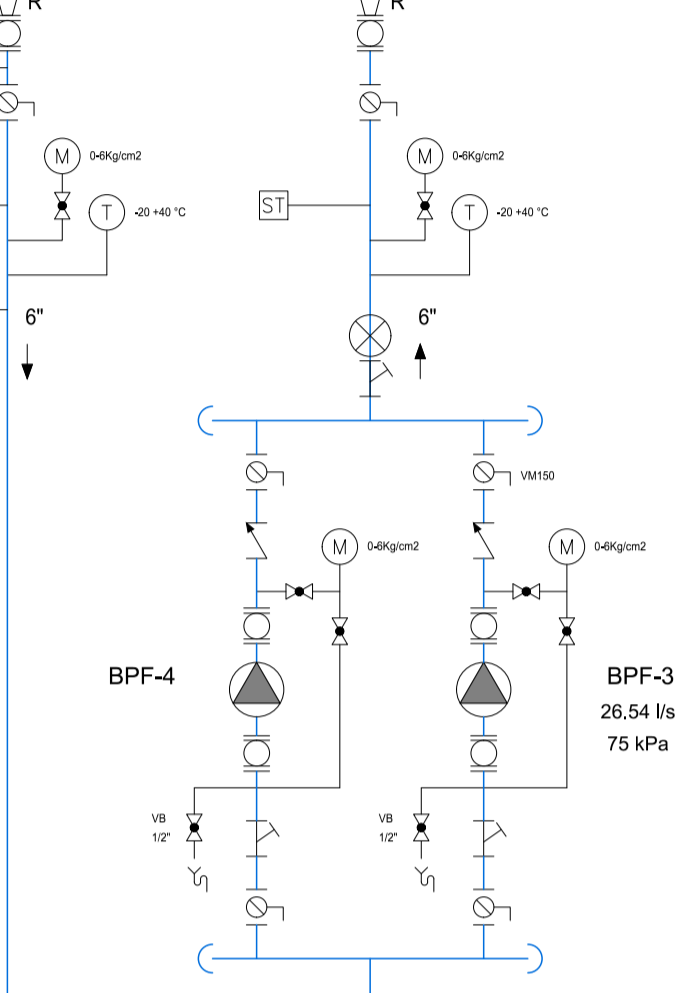 R
R
M
0-6Kg/cm2
M
0-6Kg/cm2
T
-20 +40 °C
ST
T
-20 +40 °C
6"
6"
VM150
M
0-6Kg/cm2
M
0-6Kg/cm2
BPF-4
BPF-3
26.54 l/s
75 kPa
VB
1/2"
VB
1/2"